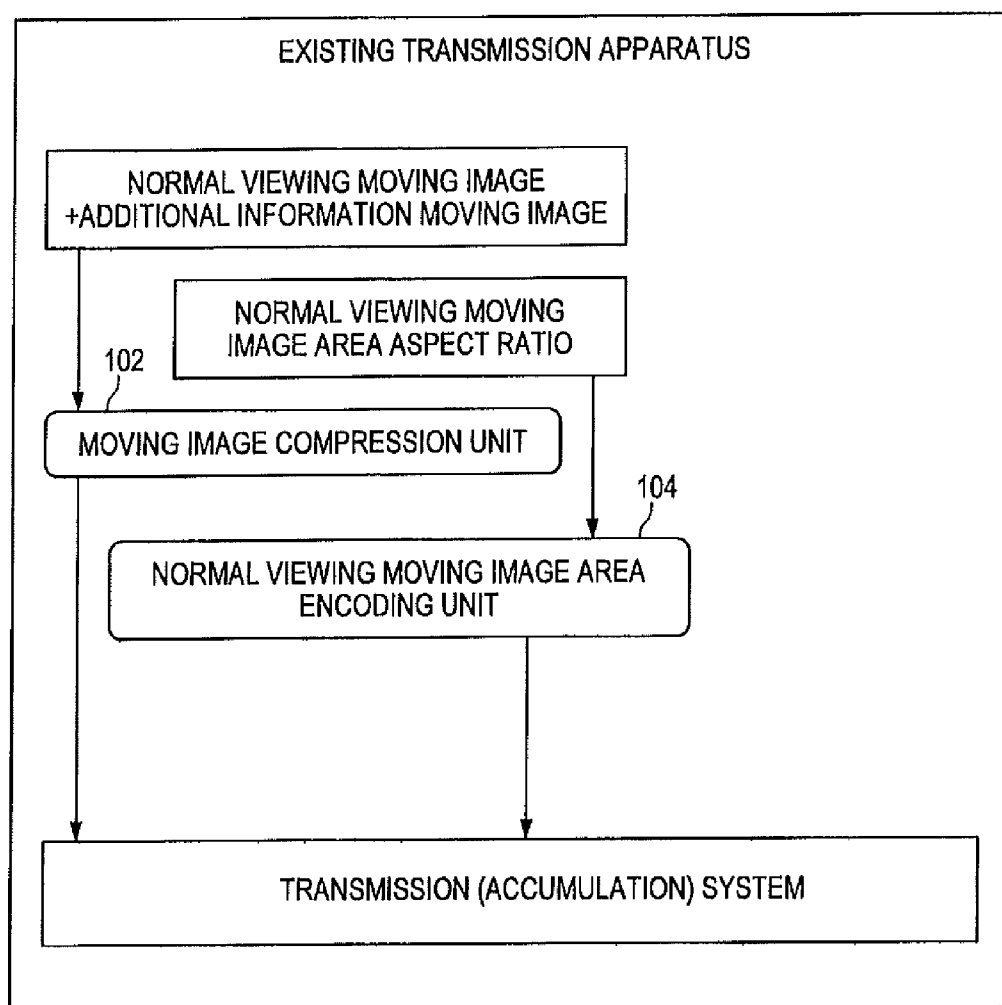 EXISTING TRANSMISSION APPARATUS
NORMAL VIEWING MOVING IMAGE
+ADDITIONAL INFORMATION MOVING IMAGE
NORMAL VIEWING MOVING
IMAGE AREA ASPECT RATIO
102
MOVING IMAGE COMPRESSION UNIT
104
NORMAL VIEWING MOVING IMAGE AREA
ENCODING UNIT
TRANSMISSION (ACCUMULATION) SYSTEM